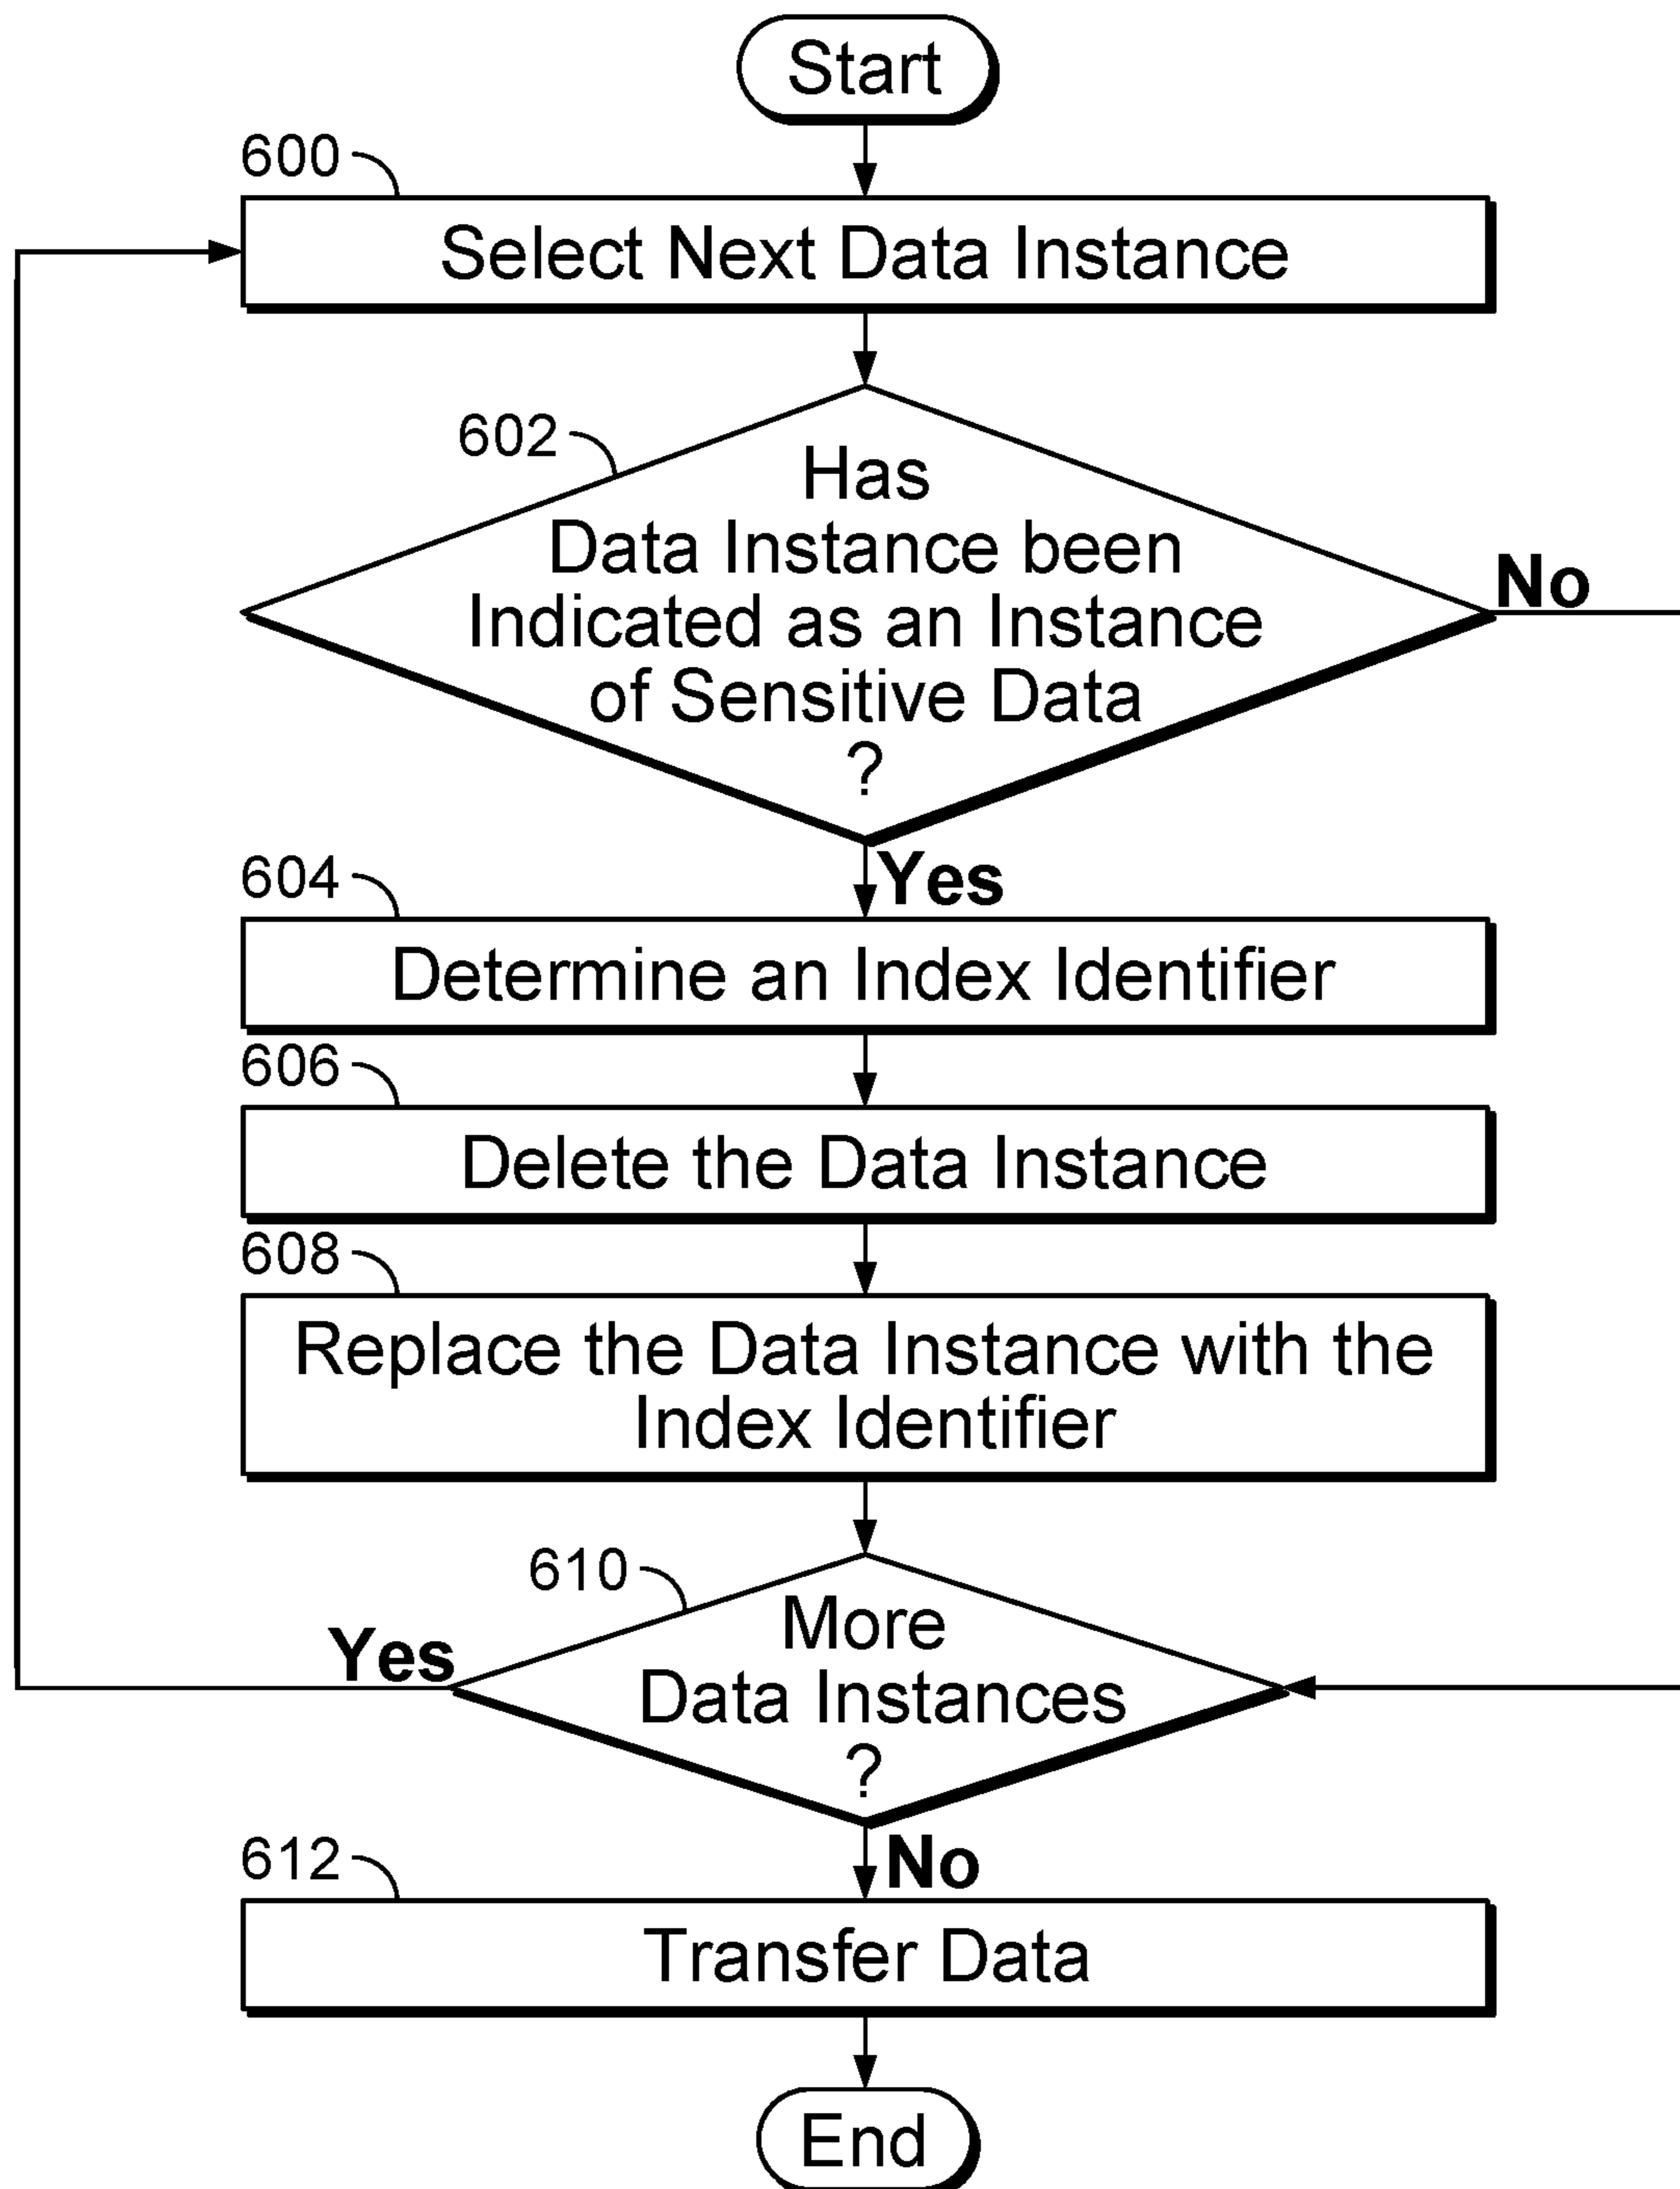 Start
600
Select Next Data Instance
602
Has
Data Instance been
Indicated as an Instance
of Sensitive Data
?
No
Yes
604
Determine an Index Identifier
606
Delete the Data Instance
608
Replace the Data Instance with the
Index Identifier
610
More
Data Instances
?
Yes
No
612
Transfer Data
End